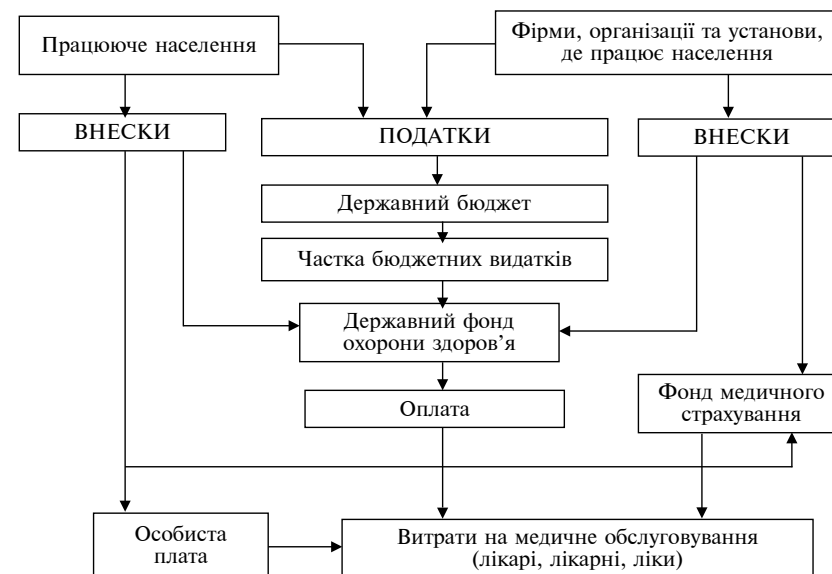 Працююче населення
Фірми, організації та установи,
де працює населення
ВНЕСКИ
ПОДАТКИ
ВНЕСКИ
Державний бюджет
Частка бюджетних видатків
Державний фонд
охорони здоров’я
Фонд медичного
страхування
Оплата
Особиста
плата
Витрати на медичне обслуговування
(лікарі, лікарні, ліки)